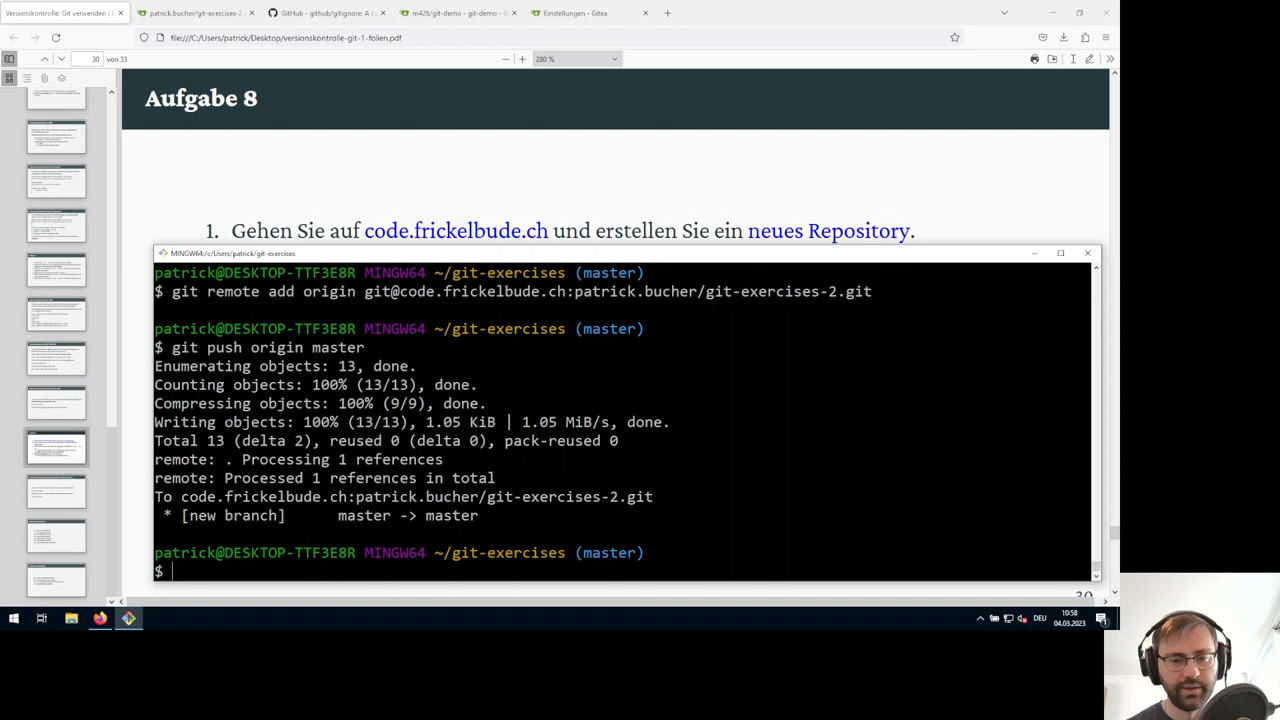 Versionskontrolle: Git verwenden (1
patrick.bucher/git-exercises-2
GitHub - github/gitignore: A c
m426/git-demo - git-demo -
Einstellungen - Gitea
file:///C:/Users/patrick/Desktop/versionskontrolle-git-1-folien.pdf
30 von 33
280 %
Aufgabe 8
1. Gehen Sie auf code.frickelbude.ch und erstellen Sie ein neues Repository.
MINGW64:/c/Users/patrick/git-exercises
patrick@DESKTOP-TTF3E8R MINGW64 ~/git-exercises (master)
$ git remote add origin git@code.frickelbude.ch:patrick.bucher/git-exercises-2.git
patrick@DESKTOP-TTF3E8R MINGW64 ~/git-exercises (master)
$ git push origin master
Enumerating objects: 13, done.
Counting objects: 100% (13/13), done.
Compressing objects: 100% (9/9), done.
Writing objects: 100% (13/13), 1.05 KiB | 1.05 MiB/s, done.
Total 13 (delta 2), reused 0 (delta 0), pack-reused 0
remote: . Processing 1 references
remote: Processed 1 references in total
To code.frickelbude.ch:patrick.bucher/git-exercises-2.git
* [new branch] master -> master
patrick@DESKTOP-TTF3E8R MINGW64 ~/git-exercises (master)
$
30
DEU
10:58
04.03.2023